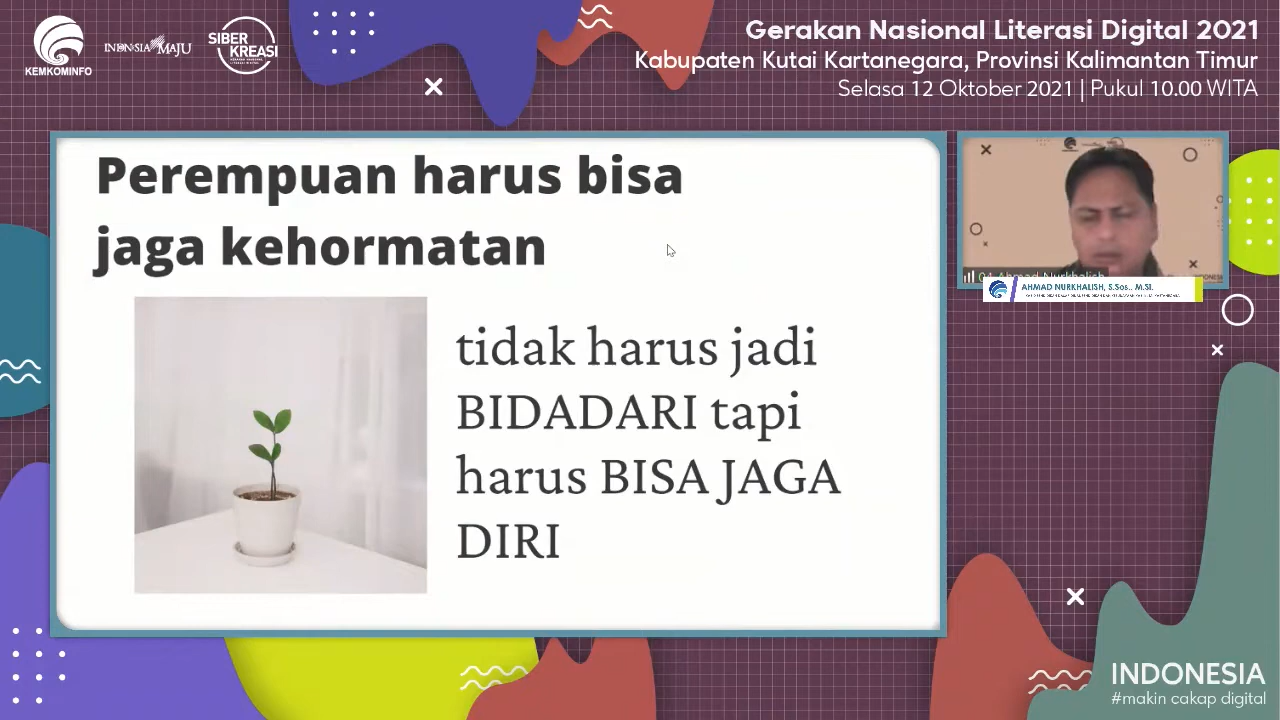 KEMKOMINFO
INDONESIA MAJU
SIBER
KREASI
Gerakan Nasional Literasi Digital 2021
Kabupaten Kutai Kartanegara, Provinsi Kalimantan Timur
Selasa 12 Oktober 2021 | Pukul 10.00 WITA
Perempuan harus bisa
jaga kehormatan
tidak harus jadi
BIDADARI tapi
harus BISA JAGA
DIRI
Ahmad Nurkhalish
AHMAD NURKHALISH, S.Sos., M.SI.
INDONESIA
#makin cakap digital